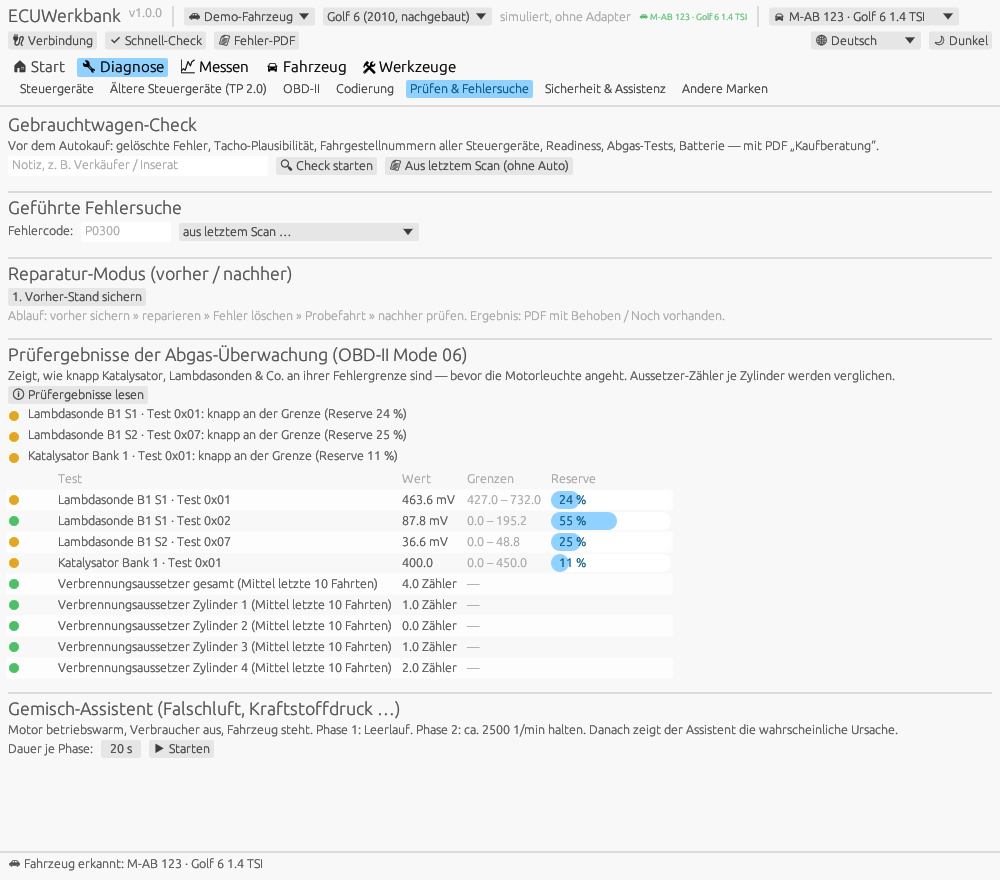 ECUWerkbank v1.0.0 Demo-Fahrzeug Golf 6 (2010, nachgebaut) simuliert, ohne Adapter M-AB 123 · Golf 6 1.4 TSI M-AB 123 · Golf 6 1.4 TSI
Verbindung Schnell-Check Fehler-PDF Deutsch Dunkel
Start Diagnose Messen Fahrzeug Werkzeuge
Steuergeräte Ältere Steuergeräte (TP 2.0) OBD-II Codierung Prüfen & Fehlersuche Sicherheit & Assistenz Andere Marken
Gebrauchtwagen-Check
Vor dem Autokauf: gelöschte Fehler, Tacho-Plausibilität, Fahrgestellnummern aller Steuergeräte, Readiness, Abgas-Tests, Batterie — mit PDF „Kaufberatung“.
Notiz, z. B. Verkäufer / Inserat Check starten Aus letztem Scan (ohne Auto)
Geführte Fehlersuche
Fehlercode: P0300 aus letztem Scan …
Reparatur-Modus (vorher / nachher)
1. Vorher-Stand sichern
Ablauf: vorher sichern » reparieren » Fehler löschen » Probefahrt » nachher prüfen. Ergebnis: PDF mit Behoben / Noch vorhanden.
Prüfergebnisse der Abgas-Überwachung (OBD-II Mode 06)
Zeigt, wie knapp Katalysator, Lambdasonden & Co. an ihrer Fehlergrenze sind — bevor die Motorleuchte angeht. Aussetzer-Zähler je Zylinder werden verglichen.
Prüfergebnisse lesen
Lambdasonde B1 S1 · Test 0x01: knapp an der Grenze (Reserve 24 %)
Lambdasonde B1 S2 · Test 0x07: knapp an der Grenze (Reserve 25 %)
Katalysator Bank 1 · Test 0x01: knapp an der Grenze (Reserve 11 %)
Test Wert Grenzen Reserve
Lambdasonde B1 S1 · Test 0x01 463.6 mV 427.0 – 732.0 24 %
Lambdasonde B1 S1 · Test 0x02 87.8 mV 0.0 – 195.2 55 %
Lambdasonde B1 S2 · Test 0x07 36.6 mV 0.0 – 48.8 25 %
Katalysator Bank 1 · Test 0x01 400.0 0.0 – 450.0 11 %
Verbrennungsaussetzer gesamt (Mittel letzte 10 Fahrten) 4.0 Zähler —
Verbrennungsaussetzer Zylinder 1 (Mittel letzte 10 Fahrten) 1.0 Zähler —
Verbrennungsaussetzer Zylinder 2 (Mittel letzte 10 Fahrten) 0.0 Zähler —
Verbrennungsaussetzer Zylinder 3 (Mittel letzte 10 Fahrten) 1.0 Zähler —
Verbrennungsaussetzer Zylinder 4 (Mittel letzte 10 Fahrten) 2.0 Zähler —
Gemisch-Assistent (Falschluft, Kraftstoffdruck …)
Motor betriebswarm, Verbraucher aus, Fahrzeug steht. Phase 1: Leerlauf. Phase 2: ca. 2500 1/min halten. Danach zeigt der Assistent die wahrscheinliche Ursache.
Dauer je Phase: 20 s Starten
Fahrzeug erkannt: M-AB 123 · Golf 6 1.4 TSI